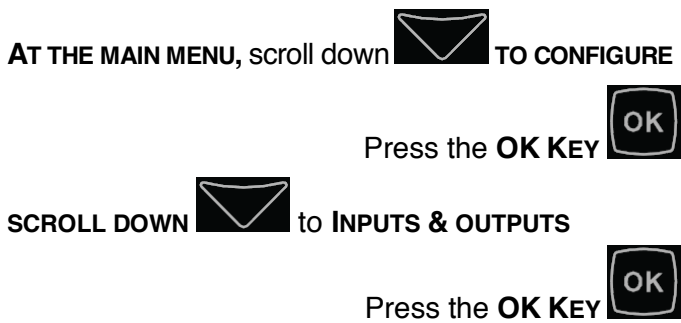 AT THE MAIN MENU, scroll down TO CONFIGURE
Press the OK KEY OK
SCROLL DOWN to INPUTS & OUTPUTS
Press the OK KEY OK